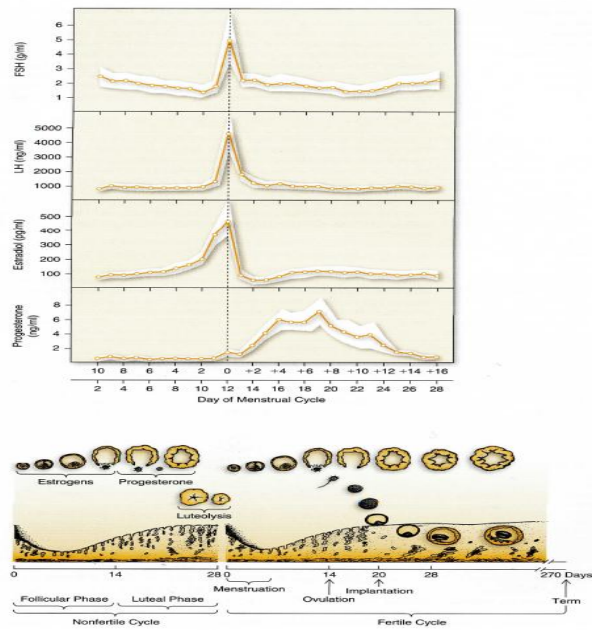 FSH (g/ml)
6
5
4
3
2
1
LH (ng/ml)
5000
4000
3000
2000
1000
Estradiol (pg/ml)
500
400
300
200
100
Progesterone
(ng/ml)
8
6
4
2
10 8 6 4 2 0 +2 +4 +6 +8 +10 +12 +14 +16
2 4 6 8 10 12 14 16 18 20 22 24 26 28
Day of Menstrual Cycle
Estrogens Progesterone
Luteolysis
0 14 28 0 14 20 28 270 Days
Menstruation
Implantation
Ovulation
Term
Follicular Phase Luteal Phase
Nonfertile Cycle Fertile Cycle